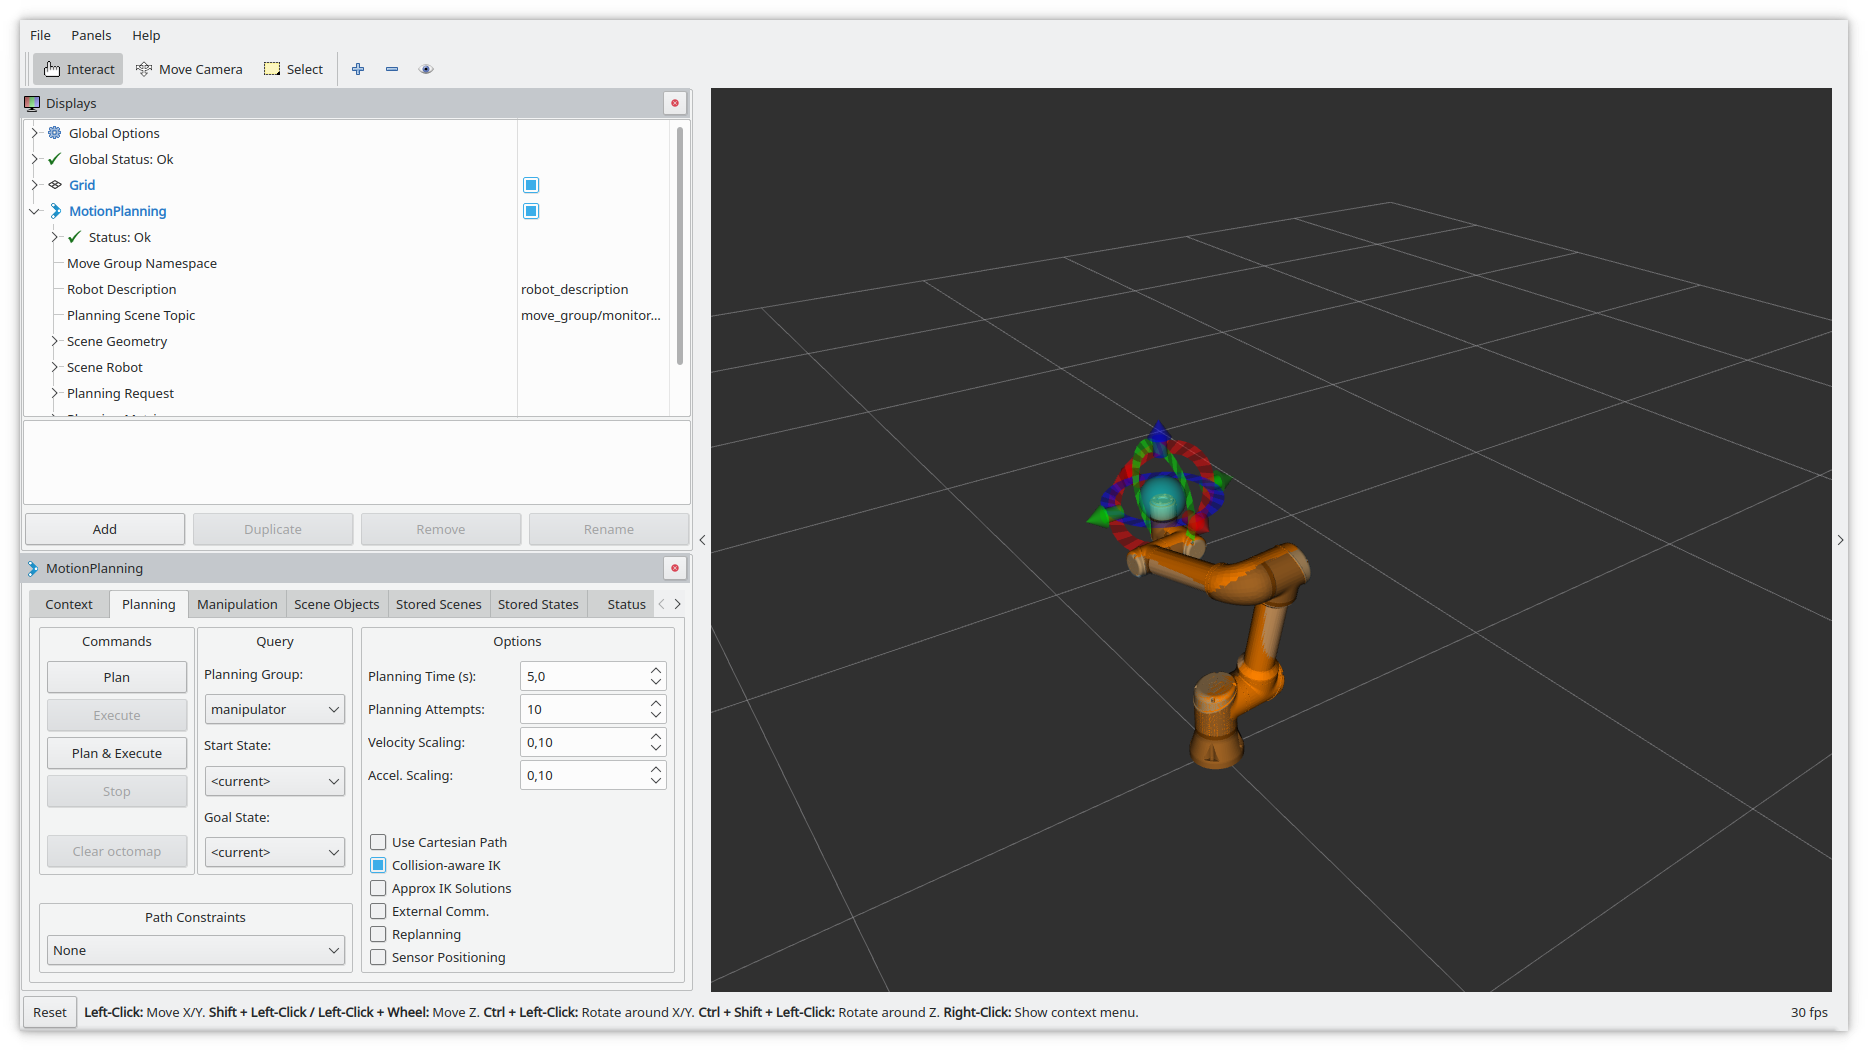 File Panels Help
Interact Move Camera Select
Displays
Global Options
Global Status: Ok
Grid
MotionPlanning
Status: Ok
Move Group Namespace
Robot Description robot_description
Planning Scene Topic move_group/monitor...
Scene Geometry
Scene Robot
Planning Request
Add Duplicate Remove Rename
MotionPlanning
Context Planning Manipulation Scene Objects Stored Scenes Stored States Status
Commands
Plan
Execute
Plan & Execute
Stop
Clear octomap
Query
Planning Group:
manipulator
Start State:
<current>
Goal State:
<current>
Path Constraints
None
Options
Planning Time (s): 5,0
Planning Attempts: 10
Velocity Scaling: 0,10
Accel. Scaling: 0,10
Use Cartesian Path
Collision-aware IK
Approx IK Solutions
External Comm.
Replanning
Sensor Positioning
Reset Left-Click: Move X/Y. Shift + Left-Click / Left-Click + Wheel: Move Z. Ctrl + Left-Click: Rotate around X/Y. Ctrl + Shift + Left-Click: Rotate around Z. Right-Click: Show context menu. 30 fps